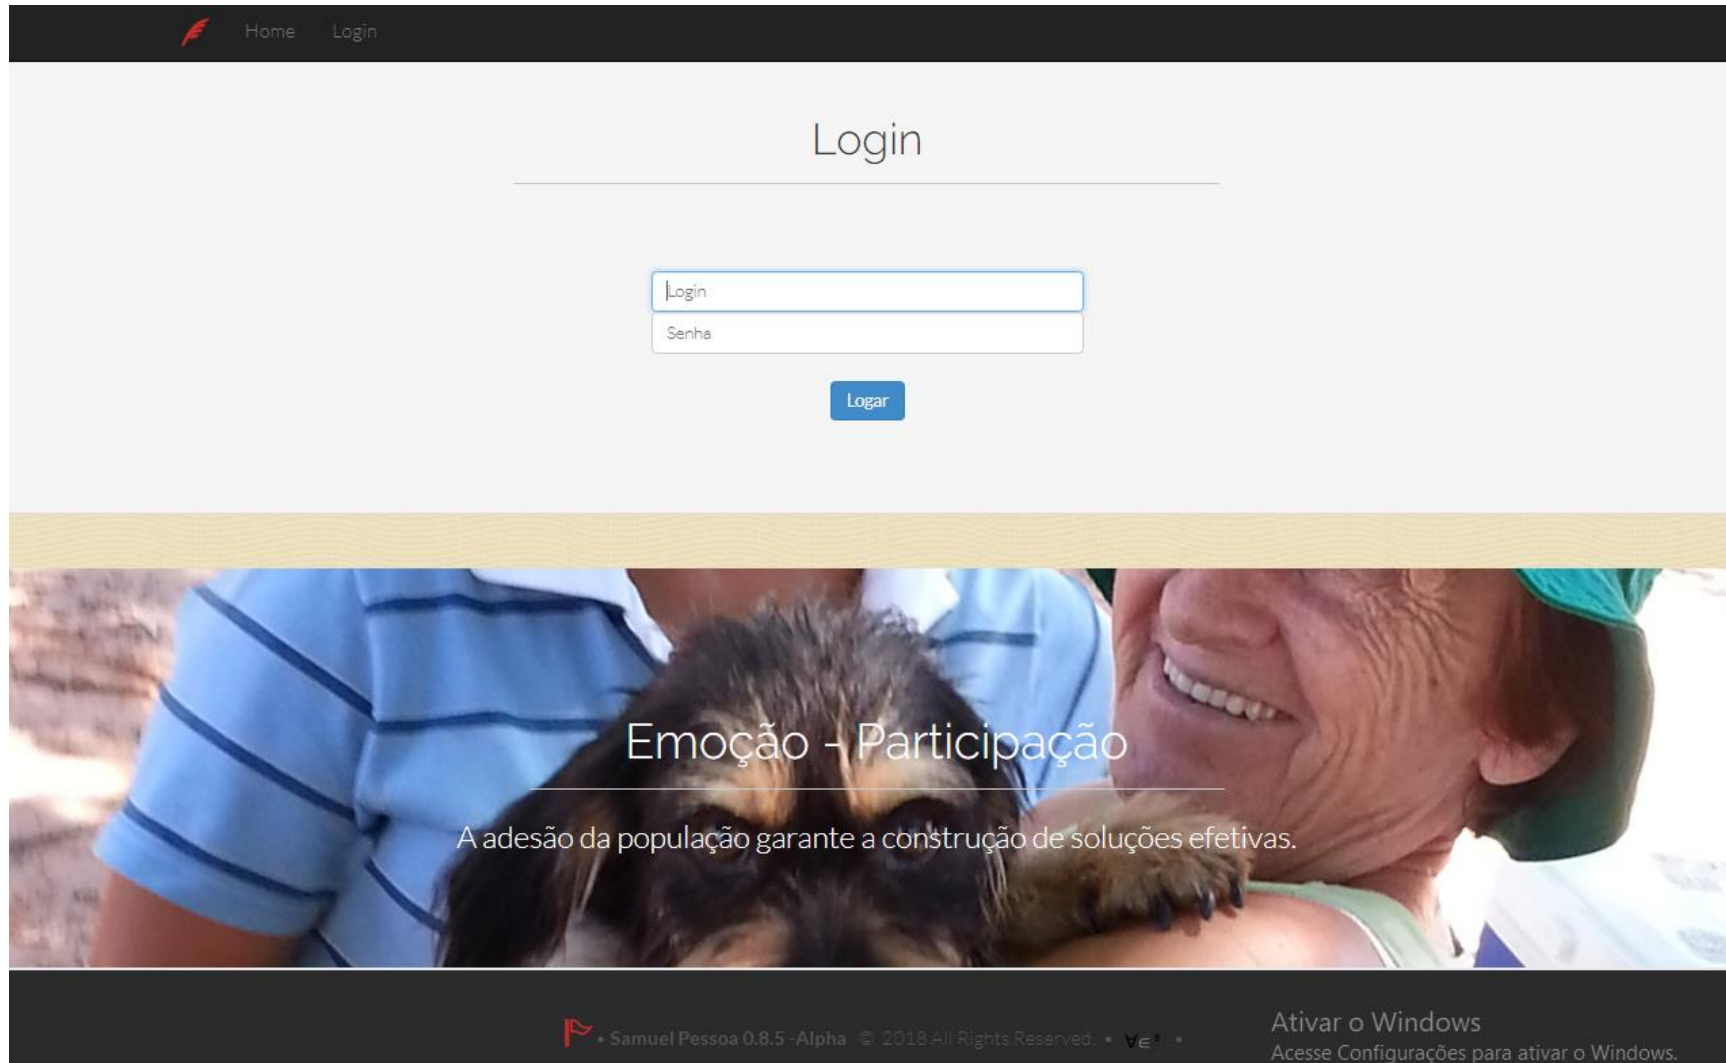 Home Login
Login
Login
Senha
Logar
Emoção - Participação
A adesão da população garante a construção de soluções efetivas.
• Samuel Pessoa 0.8.5 -Alpha © 2018 All Rights Reserved. • ∀∈ •
Ativar o Windows
Acesse Configurações para ativar o Windows.